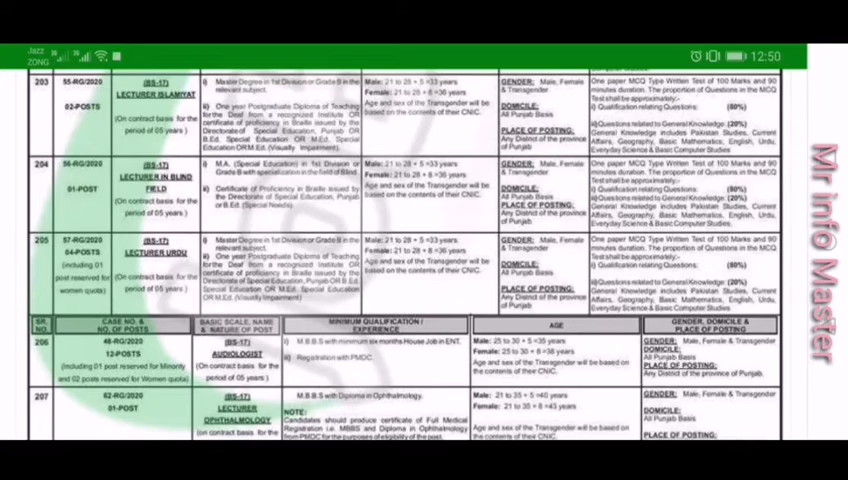 Jazz
ZONG
12:50
203
55-RG/2020
02-POSTS
(BS-17)
LECTURER ISLAMIYAT
(On contract basis for the
period of 05 years)
i) Master Degree in 1st Division or Grade B in the
relevant subject.
ii) One year Postgraduate Diploma of Teaching
for the Deaf from a recognized Institute OR
certificate of proficiency in Braille issued by the
Directorate of Special Education, Punjab OR
B.Ed. Special Education OR M.Ed. Special
Education OR M.Ed. (Visually Impairment).
Male: 21 to 28 + 5 =33 years
Female: 21 to 28 + 8 =36 years
Age and sex of the Transgender will be
based on the contents of their CNIC.
GENDER: Male, Female
& Transgender
DOMICILE:
All Punjab Basis
PLACE OF POSTING:
Any District of the province
of Punjab
One paper MCQ Type Written Test of 100 Marks and 90
minutes duration. The proportion of Questions in the MCQ
Test shall be approximately:-
i) Qualification relating Questions: (80%)
ii) Questions related to General Knowledge: (20%)
General Knowledge includes Pakistan Studies, Current
Affairs, Geography, Basic Mathematics, English, Urdu,
Everyday Science & Basic Computer Studies
204
56-RG/2020
01-POST
(BS-17)
LECTURER IN BLIND
FIELD
(On contract basis for the
period of 05 years)
i) M.A. (Special Education) in 1st Division or
Grade B with specialization in the field of Blind.
ii) Certificate of Proficiency in Braille issued by
the Directorate of Special Education, Punjab
or B.Ed. (Special Needs).
Male: 21 to 28 + 5 =33 years
Female: 21 to 28 + 8 =36 years
Age and sex of the Transgender will be
based on the contents of their CNIC.
GENDER: Male, Female
& Transgender
DOMICILE:
All Punjab Basis
PLACE OF POSTING:
Any District of the province
of Punjab
One paper MCQ Type Written Test of 100 Marks and 90
minutes duration. The proportion of Questions in the MCQ
Test shall be approximately:-
i) Qualification relating Questions: (80%)
ii) Questions related to General Knowledge: (20%)
General Knowledge includes Pakistan Studies, Current
Affairs, Geography, Basic Mathematics, English, Urdu,
Everyday Science & Basic Computer Studies
205
57-RG/2020
04-POSTS
(including 01
post reserved for
women quota)
(BS-17)
LECTURER URDU
(On contract basis for the
period of 05 years)
i) Master Degree in 1st Division or Grade B in the
relevant subject.
ii) One year Postgraduate Diploma of Teaching
for the Deaf from a recognized Institute OR
certificate of proficiency in Braille issued by the
Directorate of Special Education, Punjab OR B.Ed.
Special Education OR M.Ed. Special Education
OR M.Ed. (Visually Impairment)
Male: 21 to 28 + 5 =33 years
Female: 21 to 28 + 8 =36 years
Age and sex of the Transgender will be
based on the contents of their CNIC.
GENDER: Male, Female
& Transgender
DOMICILE:
All Punjab Basis
PLACE OF POSTING:
Any District of the province
of Punjab
One paper MCQ Type Written Test of 100 Marks and 90
minutes duration. The proportion of Questions in the MCQ
Test shall be approximately:-
i) Qualification relating Questions: (80%)
ii) Questions related to General Knowledge: (20%)
General Knowledge includes Pakistan Studies, Current
Affairs, Geography, Basic Mathematics, English, Urdu,
Everyday Science & Basic Computer Studies
SR. NO.
CASE NO. & NO. OF POSTS
BASIC SCALE, NAME & NATURE OF POST
MINIMUM QUALIFICATION / EXPERIENCE
AGE
GENDER, DOMICILE & PLACE OF POSTING
206
48-RG/2020
12-POSTS
(Including 01 post reserved for Minority
and 02 posts reserved for Women quota)
(BS-17)
AUDIOLOGIST
(On contract basis for the
period of 05 years)
i) M.B.B.S with minimum six months House Job in ENT.
ii) Registration with PMDC.
Male: 25 to 30 + 5 =35 years
Female: 25 to 30 + 8 =38 years
Age and sex of the Transgender will be based on
the contents of their CNIC.
GENDER: Male, Female & Transgender
DOMICILE:
All Punjab Basis
PLACE OF POSTING:
Any District of the province of Punjab.
207
62-RG/2020
01-POST
(BS-17)
LECTURER
OPHTHALMOLOGY
(on contract basis for the
M.B.B.S with Diploma in Ophthalmology.
NOTE:
Candidates should produce certificate of Full Medical
Registration i.e. MBBS and Diploma in Ophthalmology
from PMDC for the purposes of eligibility of the post.
Male: 21 to 35 + 5 =40 years
Female: 21 to 35 + 8 =43 years
Age and sex of the Transgender will be based on
the contents of their CNIC.
GENDER: Male, Female & Transgender
DOMICILE:
All Punjab Basis
PLACE OF POSTING:
Mr info Master